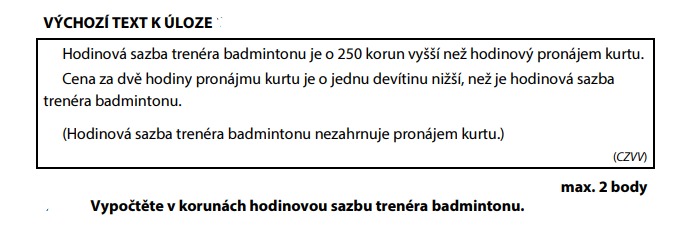 VÝCHOZÍ TEXT K ÚLOZE
Hodinová sazba trenéra badmintonu je o 250 korun vyšší než hodinový pronájem kurtu.
Cena za dvě hodiny pronájmu kurtu je o jednu devítinu nižší, než je hodinová sazba
trenéra badmintonu.
(Hodinová sazba trenéra badmintonu nezahrnuje pronájem kurtu.)
(CZVV)
max. 2 body
Vypočtěte v korunách hodinovou sazbu trenéra badmintonu.